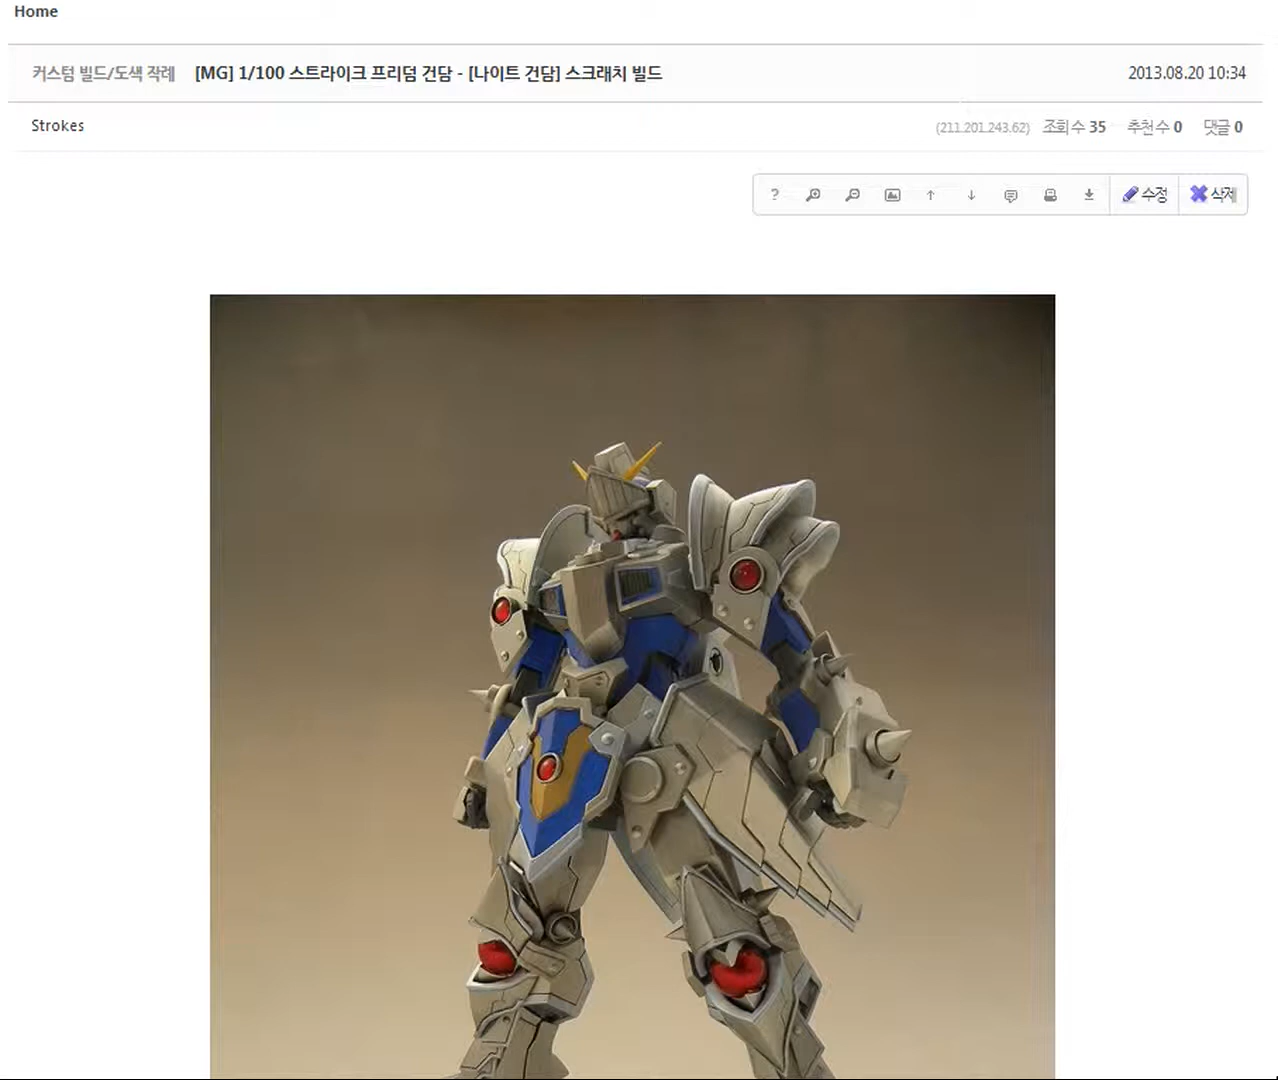 Home
커스텀 빌드/도색 작례 [MG] 1/100 스트라이크 프리덤 건담 - [나이트 건담] 스크래치 빌드 2013.08.20 10:34
Strokes (211.201.243.62) 조회 수 35 추천 수 0 댓글 0
? 수정 삭제